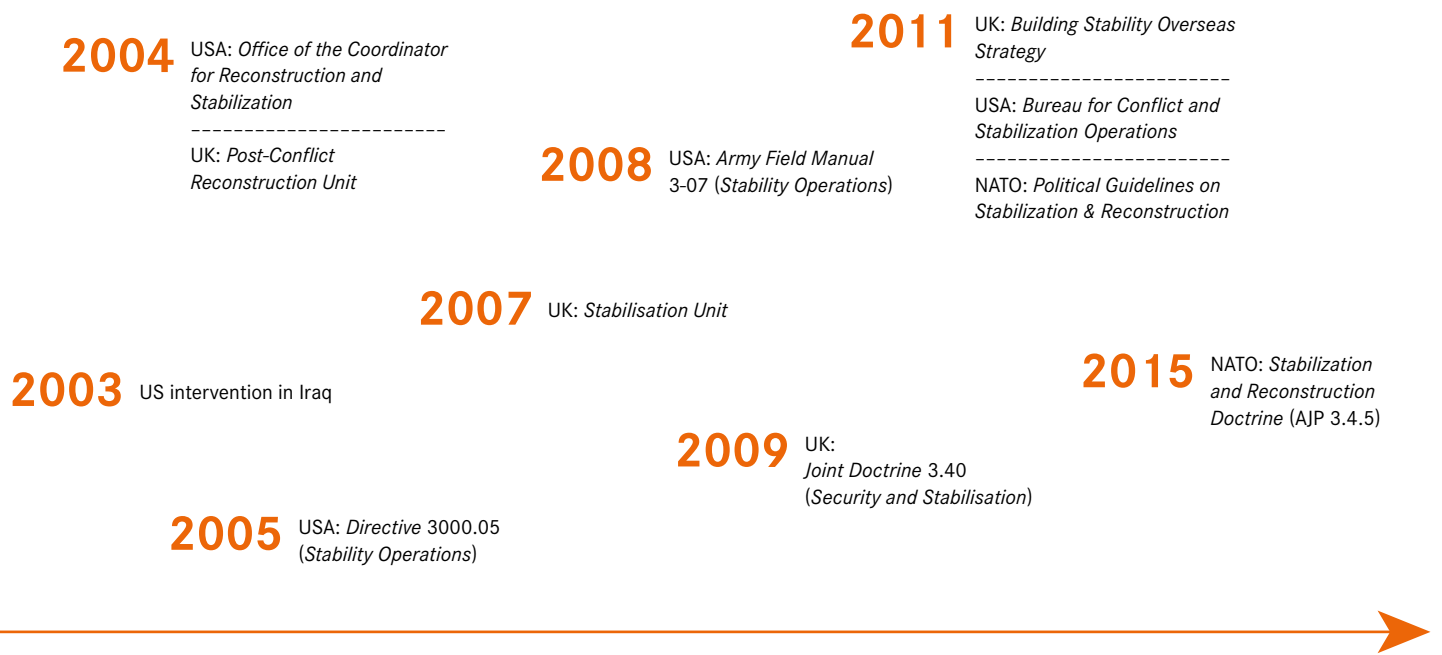 2004
USA: Office of the Coordinator
for Reconstruction and
Stabilization
UK: Post-Conflict
Reconstruction Unit
2011
UK: Building Stability Overseas
Strategy
USA: Bureau for Conflict and
Stabilization Operations
NATO: Political Guidelines on
Stabilization & Reconstruction
2008
USA: Army Field Manual
3-07 (Stability Operations)
2007
UK: Stabilisation Unit
2003
US intervention in Iraq
2015
NATO: Stabilization
and Reconstruction
Doctrine (AJP 3.4.5)
2009
UK:
Joint Doctrine 3.40
(Security and Stabilisation)
2005
USA: Directive 3000.05
(Stability Operations)